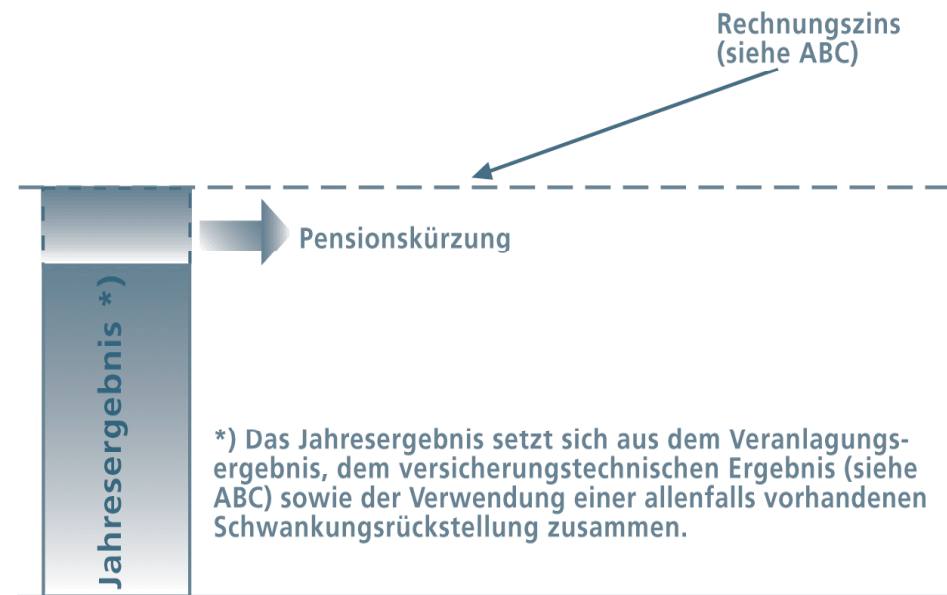 Rechnungszins
(siehe ABC)
Pensionskürzung
Jahresergebnis *)
*) Das Jahresergebnis setzt sich aus dem Veranlagungs-
ergebnis, dem versicherungstechnischen Ergebnis (siehe
ABC) sowie der Verwendung einer allenfalls vorhandenen
Schwankungsrückstellung zusammen.